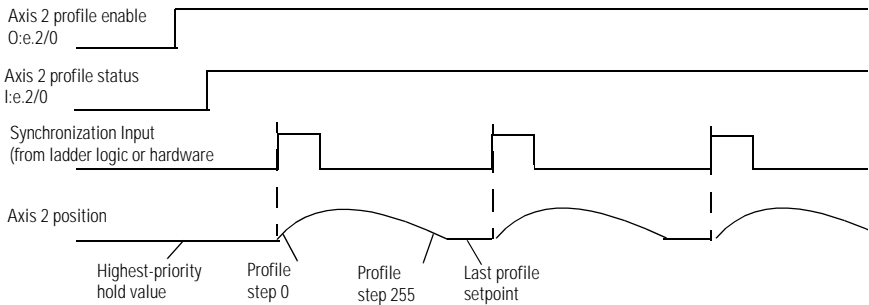 Axis 2 profile enable
O:e.2/0
Axis 2 profile status
I:e.2/0
Synchronization Input
(from ladder logic or hardware
Axis 2 position
Highest-priority
hold value
Profile
step 0
Profile
step 255
Last profile
setpoint